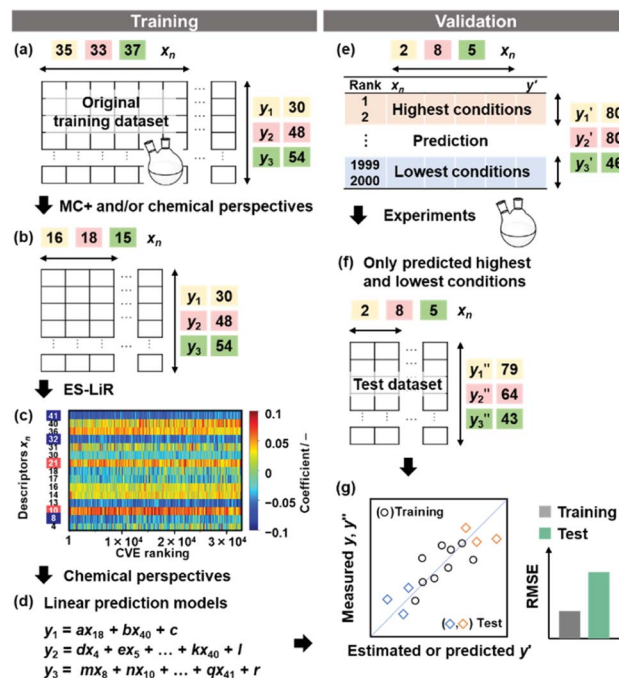 Training
(a)
35 33 37 xn
Original
training dataset
y1 30
y2 48
y3 54
MC+ and/or chemical perspectives
(b)
16 18 15 xn
y1 30
y2 48
y3 54
ES-LiR
(c)
Descriptors xn
41
40
36
32
31
30
21
18
17
16
14
13
10
8
4
1 1×10⁴ 2×10⁴ 3×10⁴
CVE ranking
0.1
0.05
0
−0.05
−0.1
Coefficient/ –
Chemical perspectives
(d) Linear prediction models
y1 = ax18 + bx40 + c
y2 = dx4 + ex5 + … + kx40 + l
y3 = mx8 + nx10 + … + qx41 + r
Validation
(e)
2 8 5 xn
Rank xn y'
1
2
Highest conditions
⋮ Prediction
1999
2000
Lowest conditions
y1' 80
y2' 80
y3' 46
Experiments
(f) Only predicted highest
and lowest conditions
2 8 5 xn
Test dataset
y1'' 79
y2'' 64
y3'' 43
(g)
(○)Training
(◇,◇) Test
Measured y, y''
Estimated or predicted y'
Training
Test
RMSE